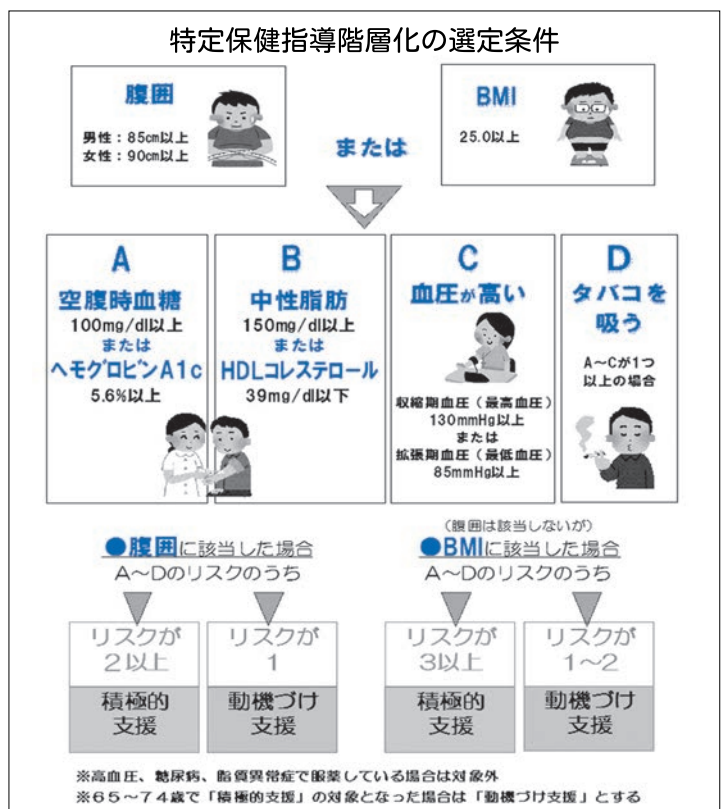 特定保健指導階層化の選定条件
腹囲
男性：85㎝以上
女性：90㎝以上
または
BMI
25.0以上
A
空腹時血糖
100mg/dl以上
または
ヘモグロビンA1c
5.6%以上
B
中性脂肪
150mg/dl以上
または
HDLコレステロール
39mg/dl以下
C
血圧が高い
収縮期血圧（最高血圧）
130mmHg以上
または
拡張期血圧（最低血圧）
85mmHg以上
D
タバコを
吸う
A～Cが1つ
以上の場合
●腹囲に該当した場合
A～Dのリスクのうち
リスクが
2以上
積極的
支援
リスクが
1
動機づけ
支援
（腹囲は該当しないが）
●BMIに該当した場合
A～Dのリスクのうち
リスクが
3以上
積極的
支援
リスクが
1～2
動機づけ
支援
※高血圧、糖尿病、脂質異常症で服薬している場合は対象外
※65～74歳で「積極的支援」の対象となった場合は「動機づけ支援」とする